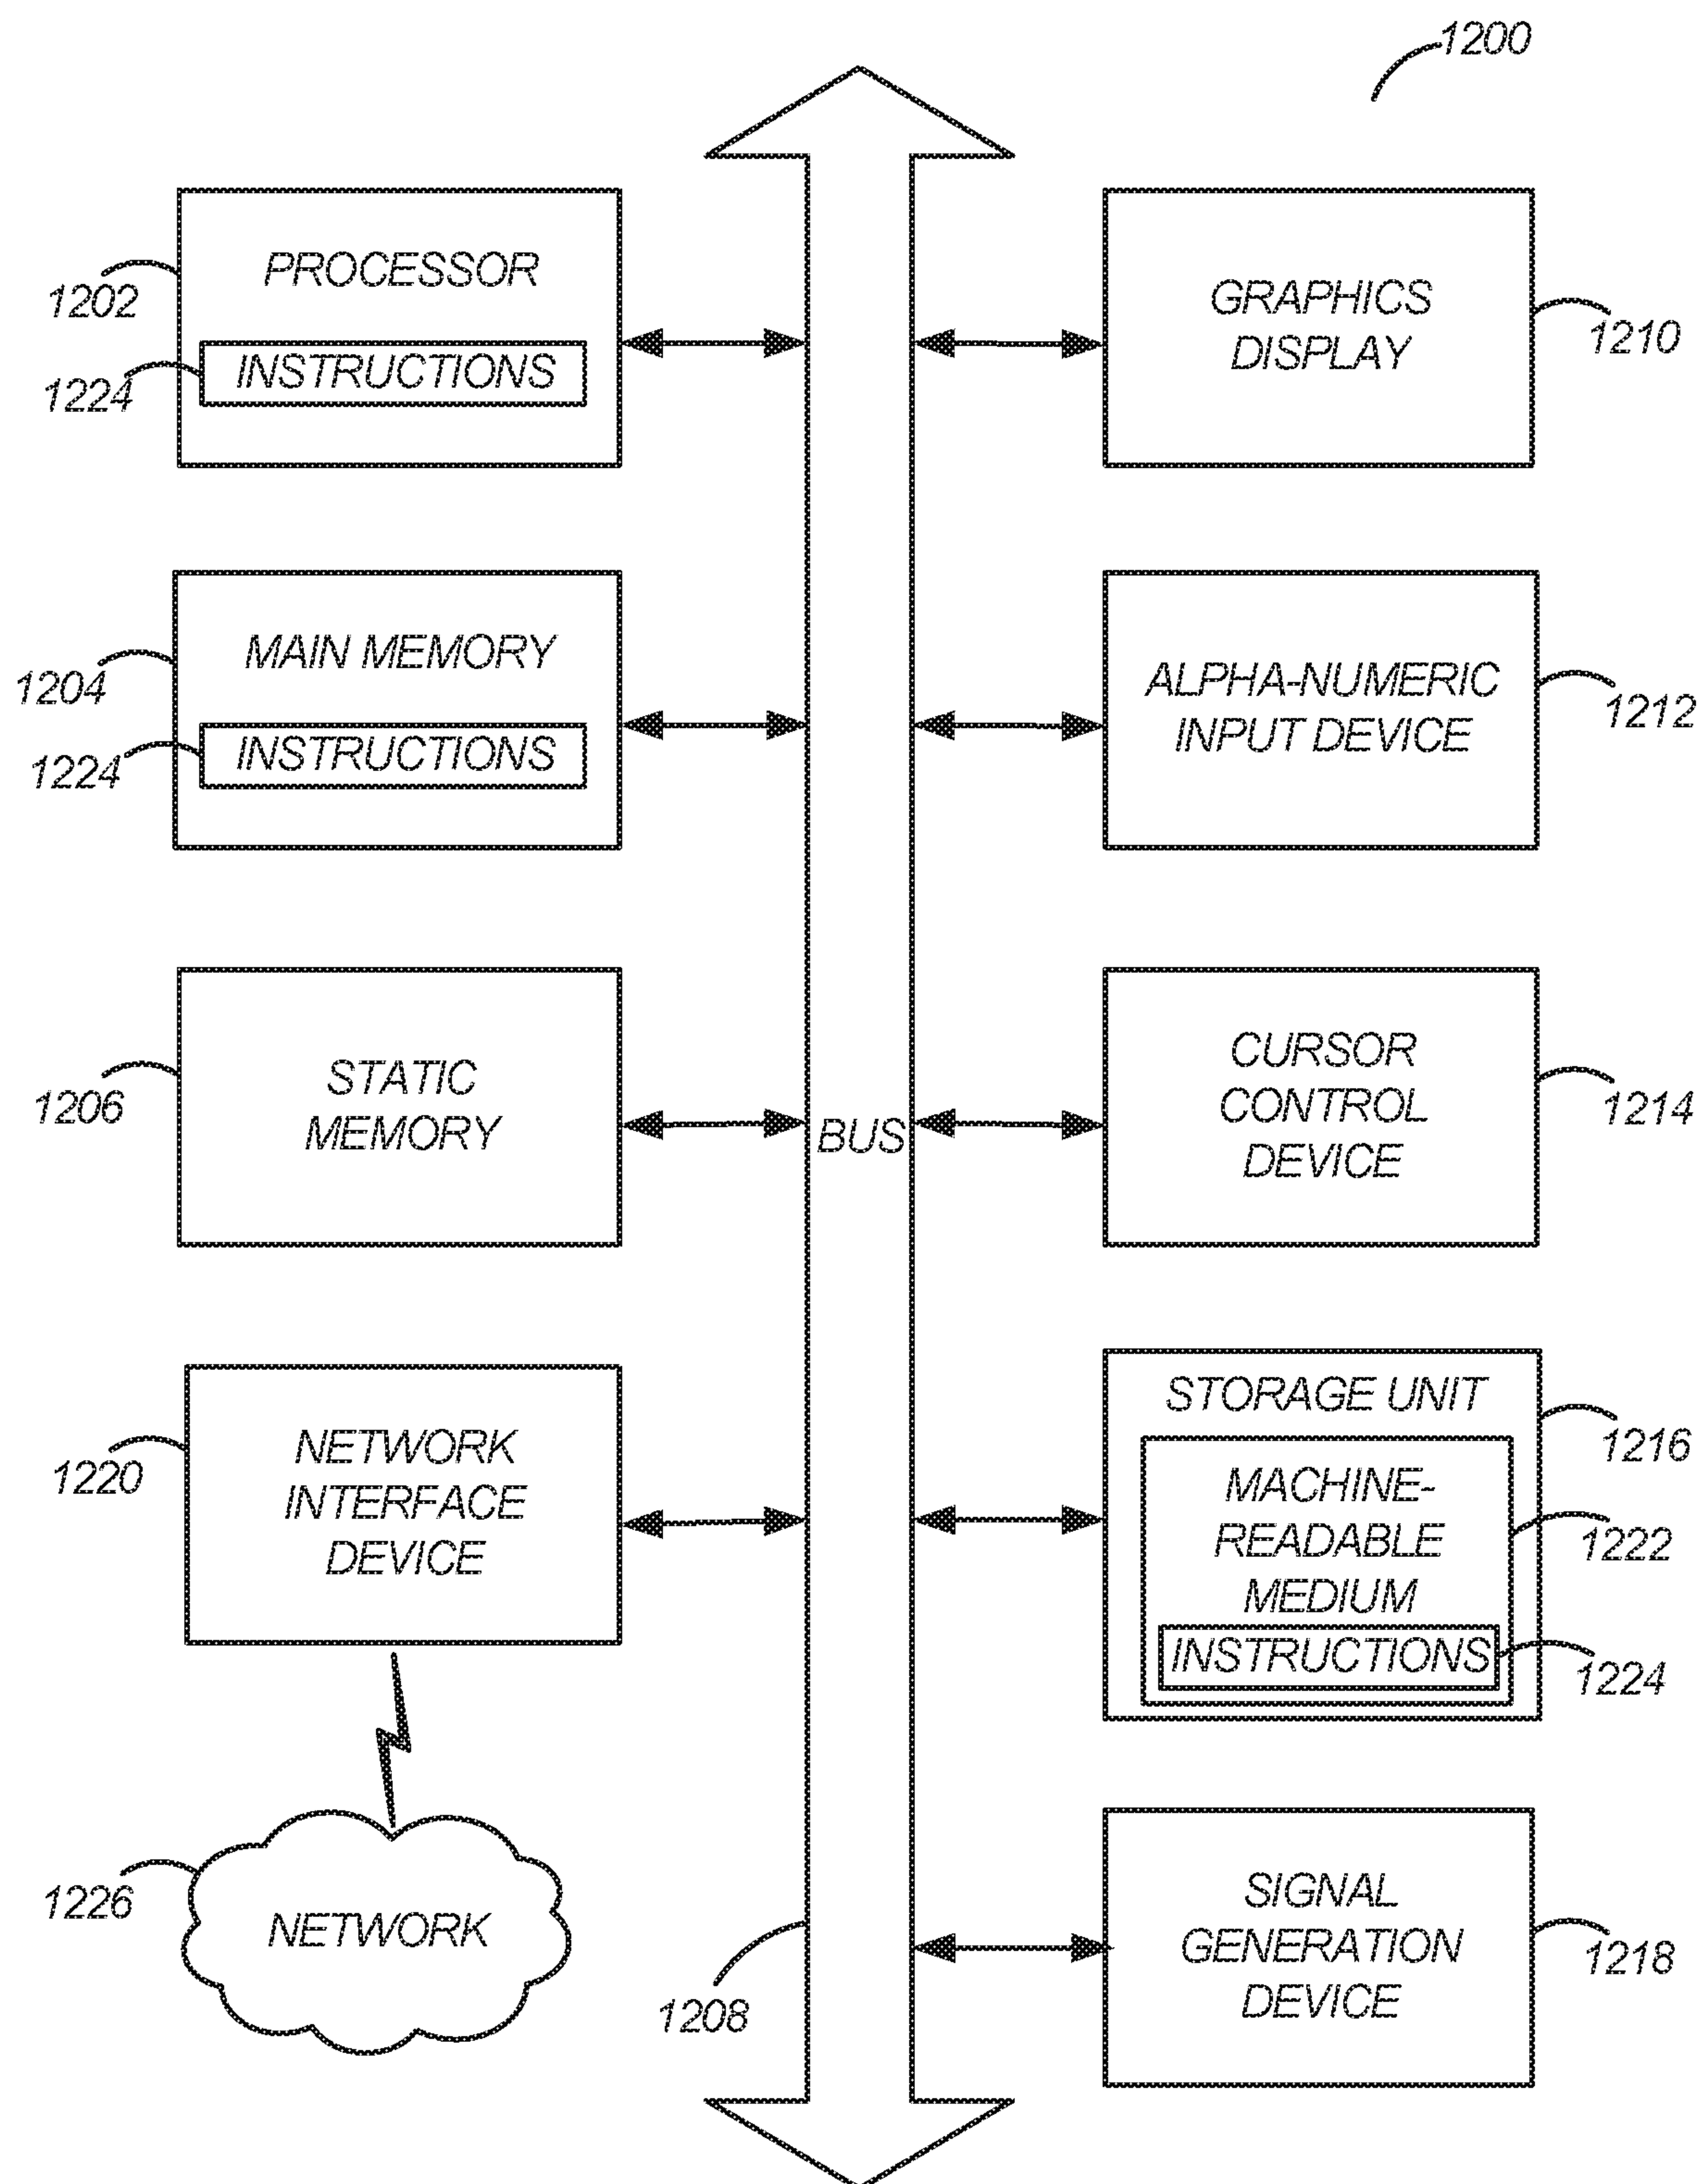 1200
PROCESSOR
1202
INSTRUCTIONS
1224
GRAPHICS
DISPLAY
1210
MAIN MEMORY
1204
INSTRUCTIONS
1224
ALPHA-NUMERIC
INPUT DEVICE
1212
STATIC
MEMORY
1206
BUS
CURSOR
CONTROL
DEVICE
1214
NETWORK
INTERFACE
DEVICE
1220
STORAGE UNIT
1216
MACHINE-
READABLE
MEDIUM
1222
INSTRUCTIONS
1224
NETWORK
1226
1208
SIGNAL
GENERATION
DEVICE
1218